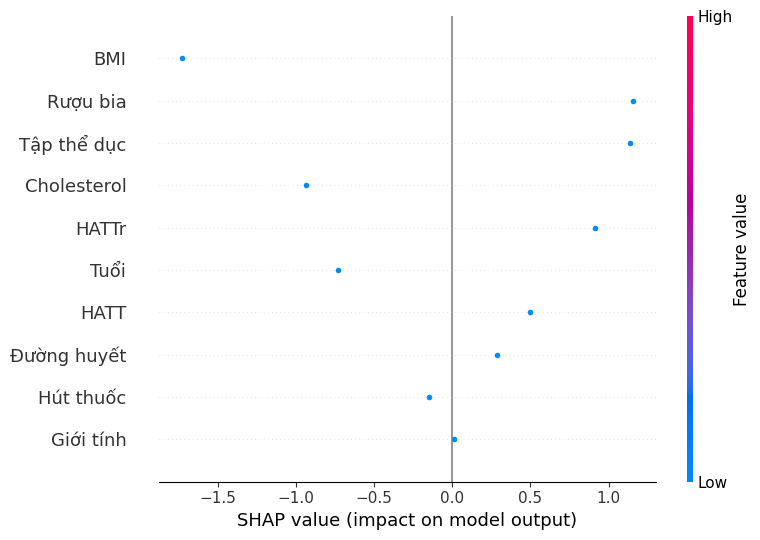 High
BMI
Rượu bia
Tập thể dục
Cholesterol
HATTr
Tuổi
HATT
Đường huyết
Hút thuốc
Giới tính
Feature value
Low
−1.5 −1.0 −0.5 0.0 0.5 1.0
SHAP value (impact on model output)